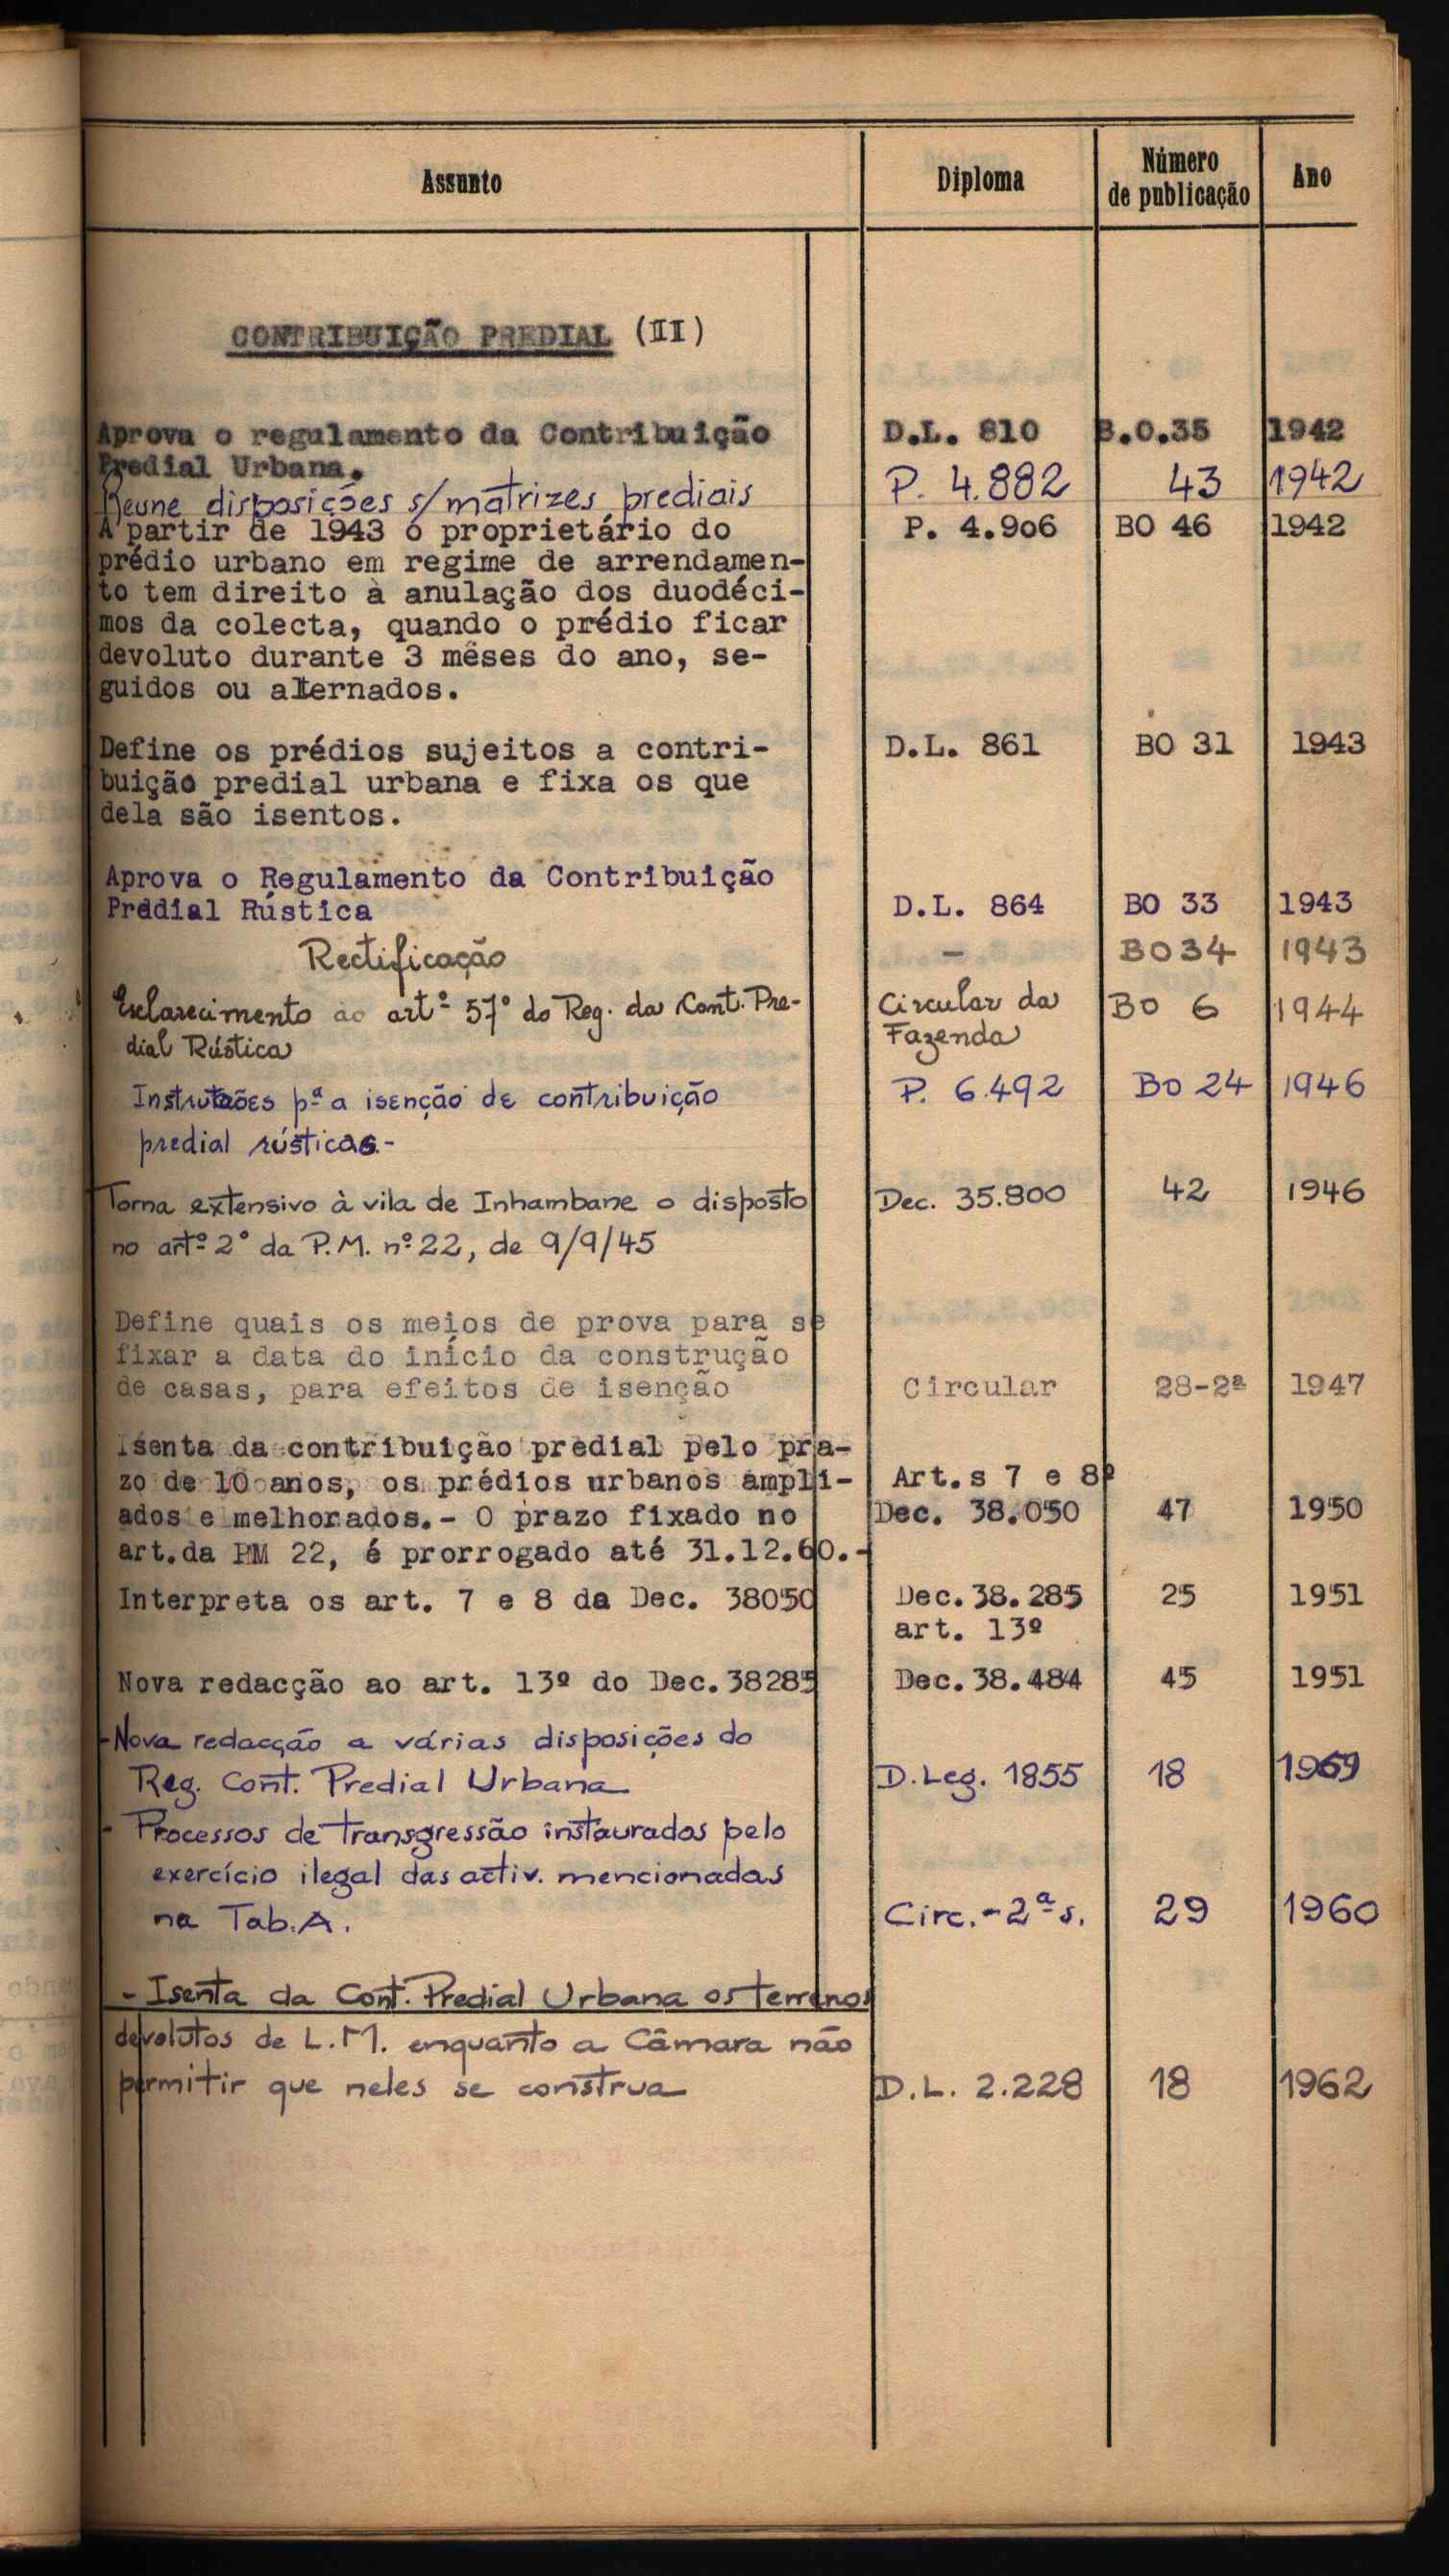 Assunto Diploma Número de publicação Ano
CONTRIBUIÇÃO PREDIAL (II)
Aprova o regulamento da Contribuição D.L. 810 B.O.35 1942
Predial Urbana.
Reune disposições s/matrizes prediais P. 4.882 43 1942
A partir de 1943 o proprietário do P. 4.906 BO 46 1942
prédio urbano em regime de arrendamen-
to tem direito à anulação dos duodéci-
mos da colecta, quando o prédio ficar
devoluto durante 3 mêses do ano, se-
guidos ou alternados.
Define os prédios sujeitos a contri- D.L. 861 BO 31 1943
buição predial urbana e fixa os que
dela são isentos.
Aprova o Regulamento da Contribuição
Prédial Rústica D.L. 864 BO 33 1943
Rectificação - BO 34 1943
Esclarecimento ao artº 57º do Reg. da Cont. Pre- Circular da BO 6 1944
dial Rústica Fazenda
Instruções pª a isenção de contribuição P. 6.492 BO 24 1946
predial rústicas.-
Torna extensivo à vila de Inhambane o disposto Dec. 35.800 42 1946
no artº 2º da P.M. nº 22, de 9/9/45
Define quais os meios de prova para se
fixar a data do início da construção
de casas, para efeitos de isenção Circular 28-2ª 1947
Isenta da contribuição predial pelo pra-
zo de 10 anos, os prédios urbanos ampli- Art.s 7 e 8º
ados e melhorados.- O prazo fixado no Dec. 38.050 47 1950
art.da PM 22, é prorrogado até 31.12.60.-
Interpreta os art. 7 e 8 da Dec. 38050 Dec.38.285 25 1951
art. 13º
Nova redacção ao art. 13º do Dec.38285 Dec.38.484 45 1951
-Nova redacção a várias disposições do
Reg. Cont. Predial Urbana D.Leg. 1855 18 1959
- Processos de transgressão instaurados pelo
exercício ilegal das activ. mencionadas
na Tab.A. Circ.-2ª s. 29 1960
- Isenta da Cont. Predial Urbana os terrenos
devolutos de L.M. enquanto a Câmara não
permitir que neles se construa D.L. 2.228 18 1962